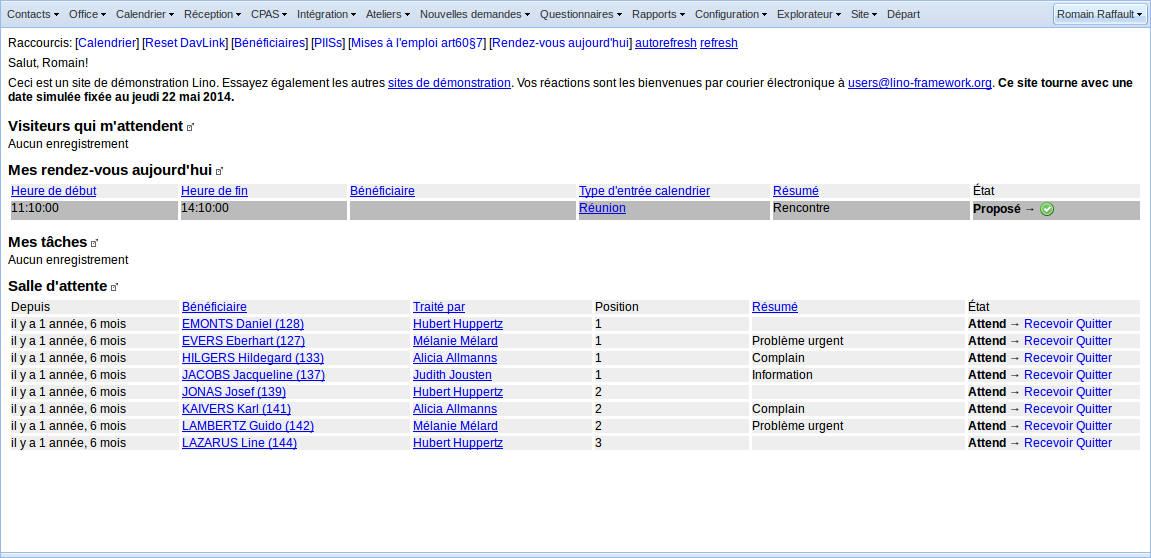 Contacts Office Calendrier Réception CPAS Intégration Ateliers Nouvelles demandes Questionnaires Rapports Configuration Explorateur Site Départ Romain Raffault
Raccourcis: [Calendrier] [Reset DavLink] [Bénéficiaires] [PIISs] [Mises à l'emploi art60§7] [Rendez-vous aujourd'hui] autorefresh refresh
Salut, Romain!
Ceci est un site de démonstration Lino. Essayez également les autres sites de démonstration. Vos réactions sont les bienvenues par courier électronique à users@lino-framework.org. Ce site tourne avec une
date simulée fixée au jeudi 22 mai 2014.
Visiteurs qui m'attendent
Aucun enregistrement
Mes rendez-vous aujourd'hui
Heure de début Heure de fin Bénéficiaire Type d'entrée calendrier Résumé État
11:10:00 14:10:00 Réunion Rencontre Proposé →
Mes tâches
Aucun enregistrement
Salle d'attente
Depuis Bénéficiaire Traité par Position Résumé État
il y a 1 année, 6 mois EMONTS Daniel (128) Hubert Huppertz 1 Attend → Recevoir Quitter
il y a 1 année, 6 mois EVERS Eberhart (127) Mélanie Mélard 1 Problème urgent Attend → Recevoir Quitter
il y a 1 année, 6 mois HILGERS Hildegard (133) Alicia Allmanns 1 Complain Attend → Recevoir Quitter
il y a 1 année, 6 mois JACOBS Jacqueline (137) Judith Jousten 1 Information Attend → Recevoir Quitter
il y a 1 année, 6 mois JONAS Josef (139) Hubert Huppertz 2 Attend → Recevoir Quitter
il y a 1 année, 6 mois KAIVERS Karl (141) Alicia Allmanns 2 Complain Attend → Recevoir Quitter
il y a 1 année, 6 mois LAMBERTZ Guido (142) Mélanie Mélard 2 Problème urgent Attend → Recevoir Quitter
il y a 1 année, 6 mois LAZARUS Line (144) Hubert Huppertz 3 Attend → Recevoir Quitter